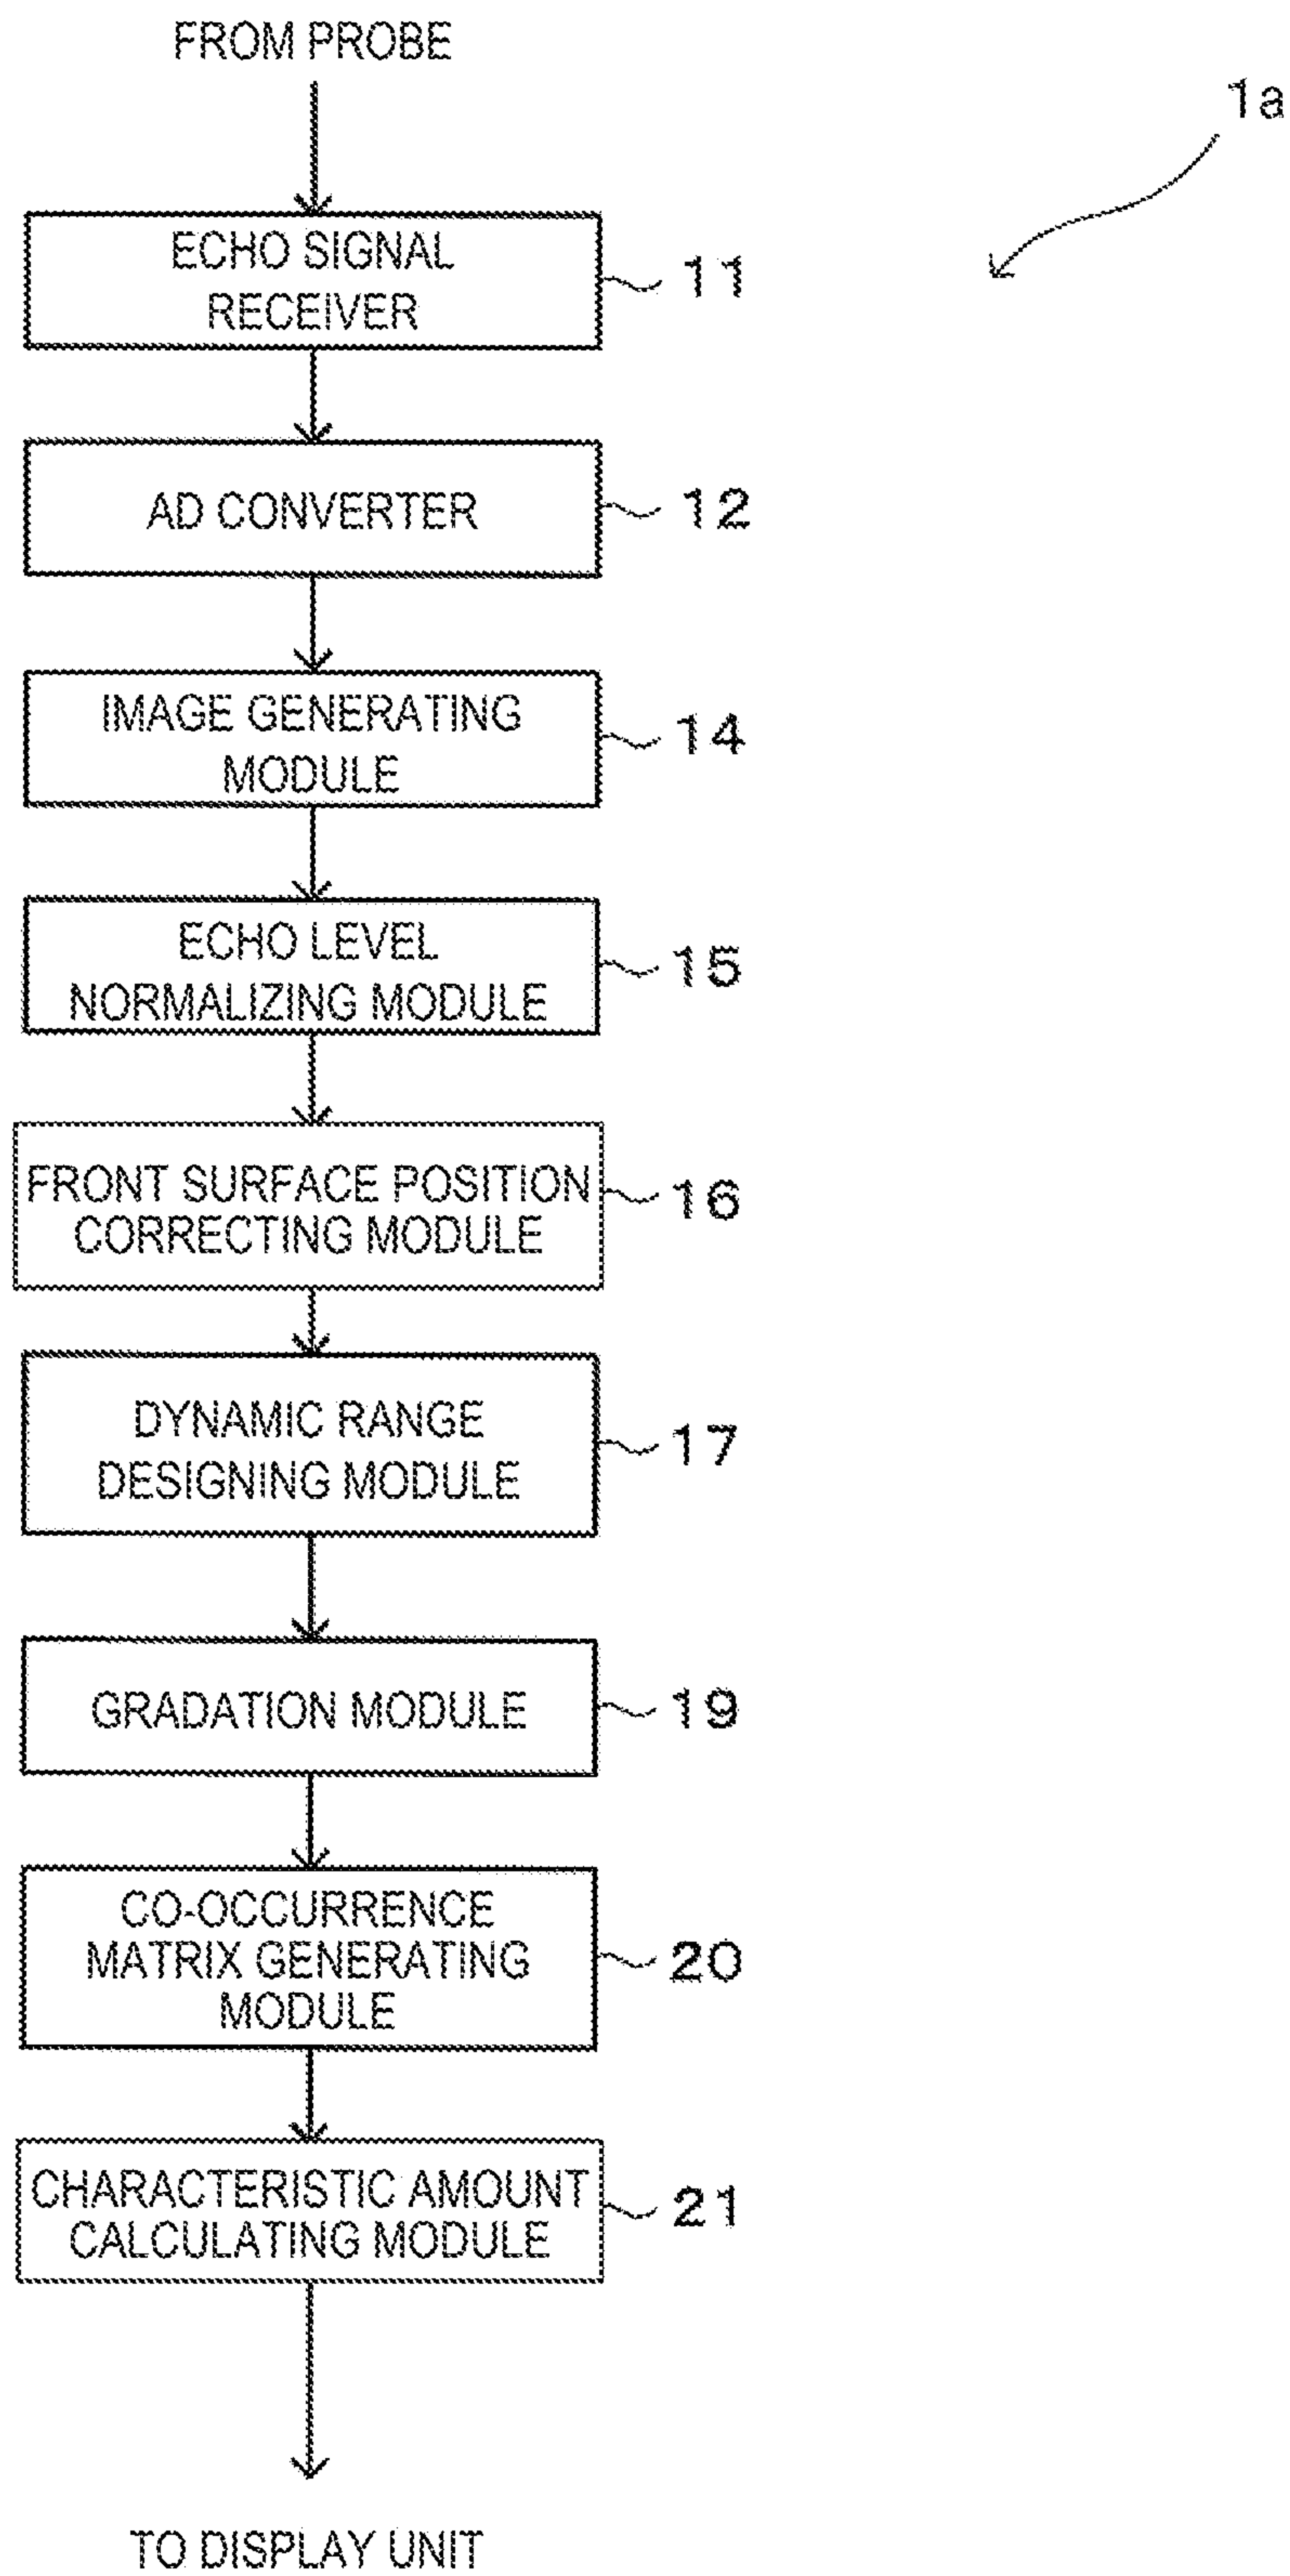 FROM PROBE
1a
ECHO SIGNAL
RECEIVER
11
AD CONVERTER
12
IMAGE GENERATING
MODULE
14
ECHO LEVEL
NORMALIZING MODULE
15
FRONT SURFACE POSITION
CORRECTING MODULE
16
DYNAMIC RANGE
DESIGNING MODULE
17
GRADATION MODULE
19
CO-OCCURRENCE
MATRIX GENERATING
MODULE
20
CHARACTERISTIC AMOUNT
CALCULATING MODULE
21
TO DISPLAY UNIT